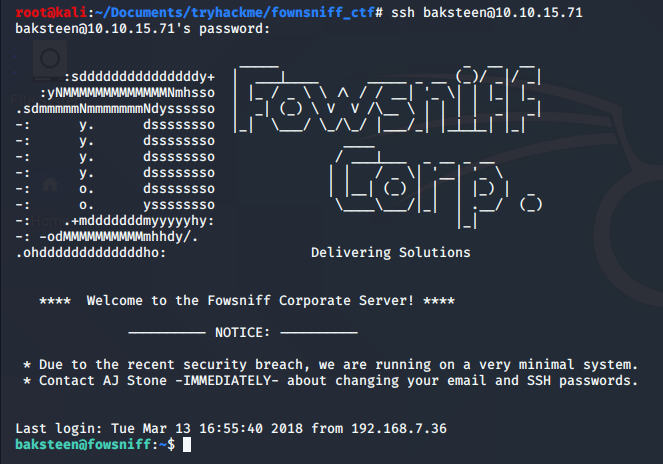 root@kali:~/Documents/tryhackme/fownsniff_ctf# ssh baksteen@10.10.15.71
baksteen@10.10.15.71's password:
Fowsniff
:sdddddddddddddddy+
:yNMMMMMMMMMMMMMNmhsso
.sdmmmmmNmmmmmmmNdyssssso
-: y. dssssssso
-: y. dssssssso
-: y. dssssssso
-: y. dssssssso
-: o. dssssssso
-: o. yssssssso
-: .+mdddddddmyyyyyhy:
-: -odMMMMMMMMMMmhhdy/.
.ohdddddddddddddho:
Corp.
Delivering Solutions
**** Welcome to the Fowsniff Corporate Server! ****
────────── NOTICE: ──────────
* Due to the recent security breach, we are running on a very minimal system.
* Contact AJ Stone -IMMEDIATELY- about changing your email and SSH passwords.
Last login: Tue Mar 13 16:55:40 2018 from 192.168.7.36
baksteen@fowsniff:~$